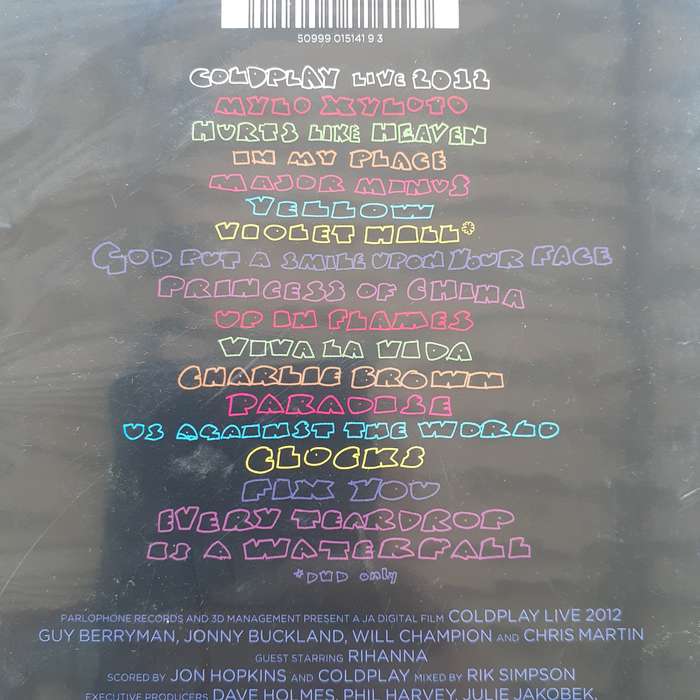 50999 015141 9 3
COLDPLAY LIVE 2012
MYLO XYLOTO
HURTS LIKE HEAVEN
IN MY PLACE
MAJOR MINUS
YELLOW
VIOLET HILL*
GOD PUT A SMILE UPON YOUR FACE
PRINCESS OF CHINA
UP IN FLAMES
VIVA LA VIDA
CHARLIE BROWN
PARADISE
US AGAINST THE WORLD
CLOCKS
FIX YOU
EVERY TEARDROP
IS A WATERFALL
*DVD only
PARLOPHONE RECORDS AND 3D MANAGEMENT PRESENT A JA DIGITAL FILM COLDPLAY LIVE 2012
GUY BERRYMAN, JONNY BUCKLAND, WILL CHAMPION AND CHRIS MARTIN
GUEST STARRING RIHANNA
SCORED BY JON HOPKINS AND COLDPLAY MIXED BY RIK SIMPSON
EXECUTIVE PRODUCERS DAVE HOLMES, PHIL HARVEY, JULIE JAKOBEK,